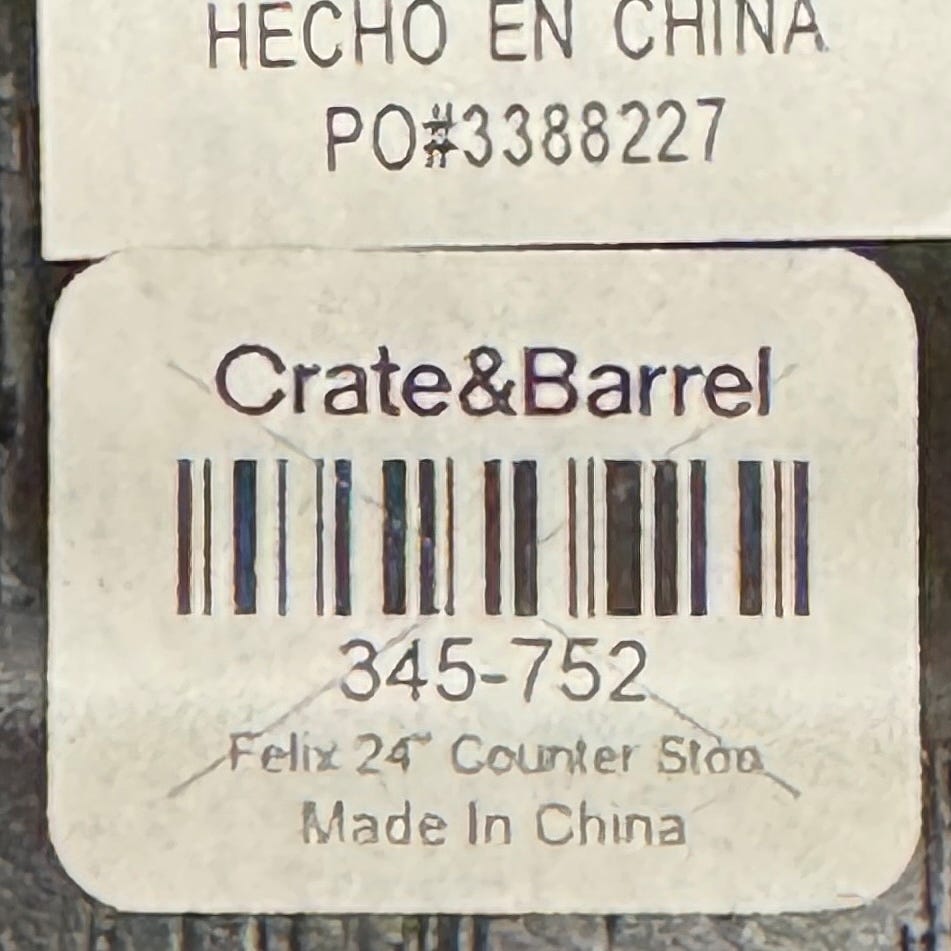 HECHO EN CHINA
PO#3388227
Crate&Barrel
345-752
Felix 24" Counter Stoo
Made In China